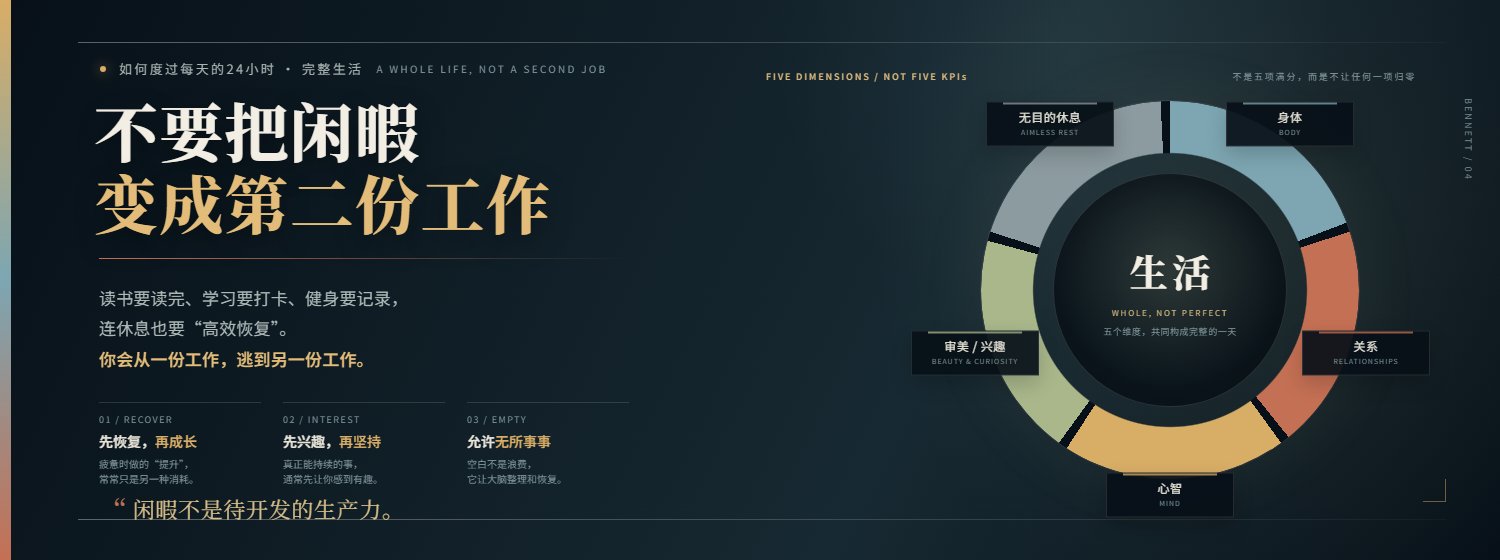 如何度过每天的24小时 · 完整生活 A WHOLE LIFE, NOT A SECOND JOB
不要把闲暇
变成第二份工作
读书要读完、学习要打卡、健身要记录，
连休息也要“高效恢复”。
你会从一份工作，逃到另一份工作。
01 / RECOVER
先恢复，再成长
疲惫时做的“提升”，
常常只是另一种消耗。
02 / INTEREST
先兴趣，再坚持
真正能持续的事，
通常先让你感到有趣。
03 / EMPTY
允许无所事事
空白不是浪费，
它让大脑整理和恢复。
“ 闲暇不是待开发的生产力。
FIVE DIMENSIONS / NOT FIVE KPIs
不是五项满分，而是不让任何一项归零
无目的休息
AIMLESS REST
身体
BODY
生活
WHOLE, NOT PERFECT
五个维度，共同构成完整的一天
审美 / 兴趣
BEAUTY & CURIOSITY
关系
RELATIONSHIPS
心智
MIND
BENNETT / 04